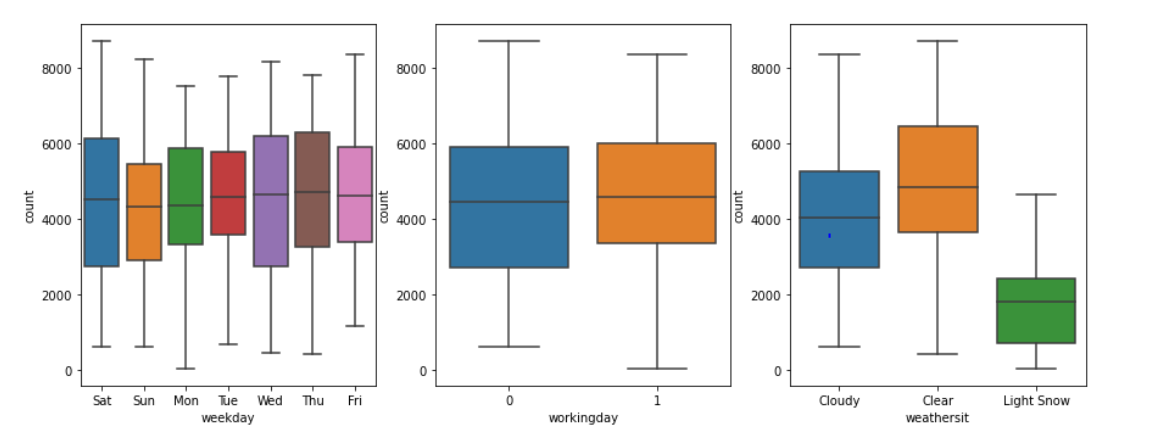 count
8000
6000
4000
2000
0
Sat Sun Mon Tue Wed Thu Fri
weekday
count
8000
6000
4000
2000
0
0 1
workingday
count
8000
6000
4000
2000
0
Cloudy Clear Light Snow
weathersit